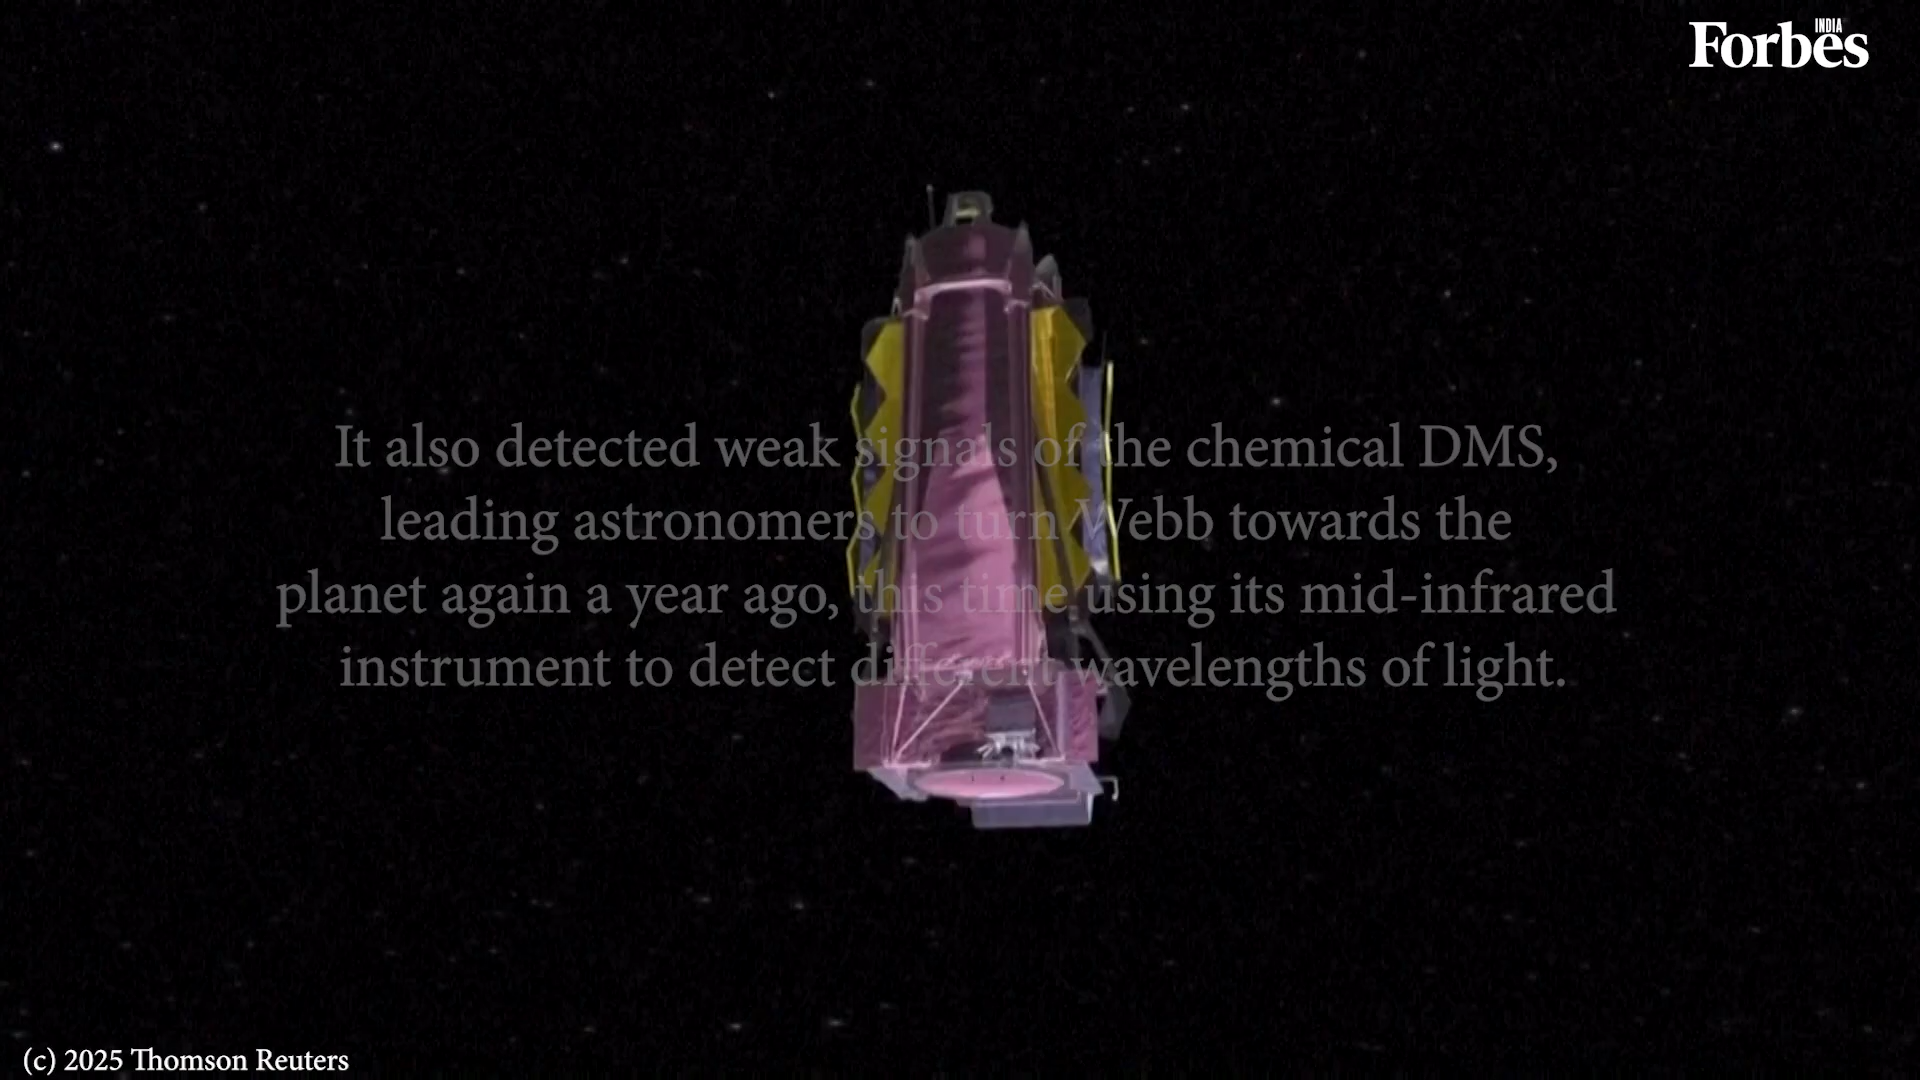 Forbes
INDIA
It also detected weak signals of the chemical DMS,
leading astronomers to turn Webb towards the
planet again a year ago, this time using its mid-infrared
instrument to detect different wavelengths of light.
(c) 2025 Thomson Reuters